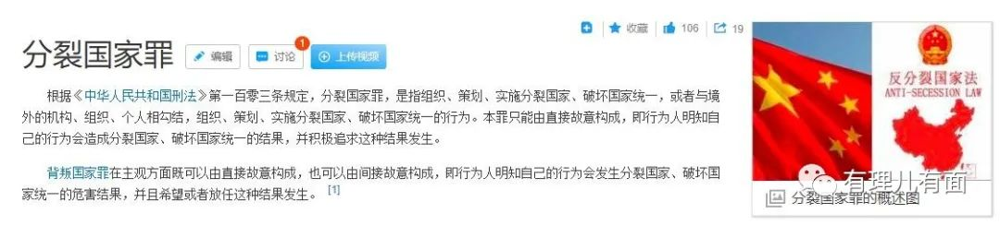 分裂国家罪
编辑
讨论
1
上传视频
收藏
106
19
根据《中华人民共和国刑法》第一百零三条规定，分裂国家罪，是指组织、策划、实施分裂国家、破坏国家统一，或者与境
外的机构、组织、个人相勾结，组织、策划、实施分裂国家、破坏国家统一的行为。本罪只能由直接故意构成，即行为人明知自
己的行为会造成分裂国家、破坏国家统一的结果，并积极追求这种结果发生。
背叛国家罪在主观方面既可以由直接故意构成，也可以由间接故意构成，即行为人明知自己的行为会发生分裂国家、破坏国
家统一的危害结果，并且希望或者放任这种结果发生。 [1]
反分裂国家法
ANTI-SECESSION LAW
有理儿有面
分裂国家罪的概述图